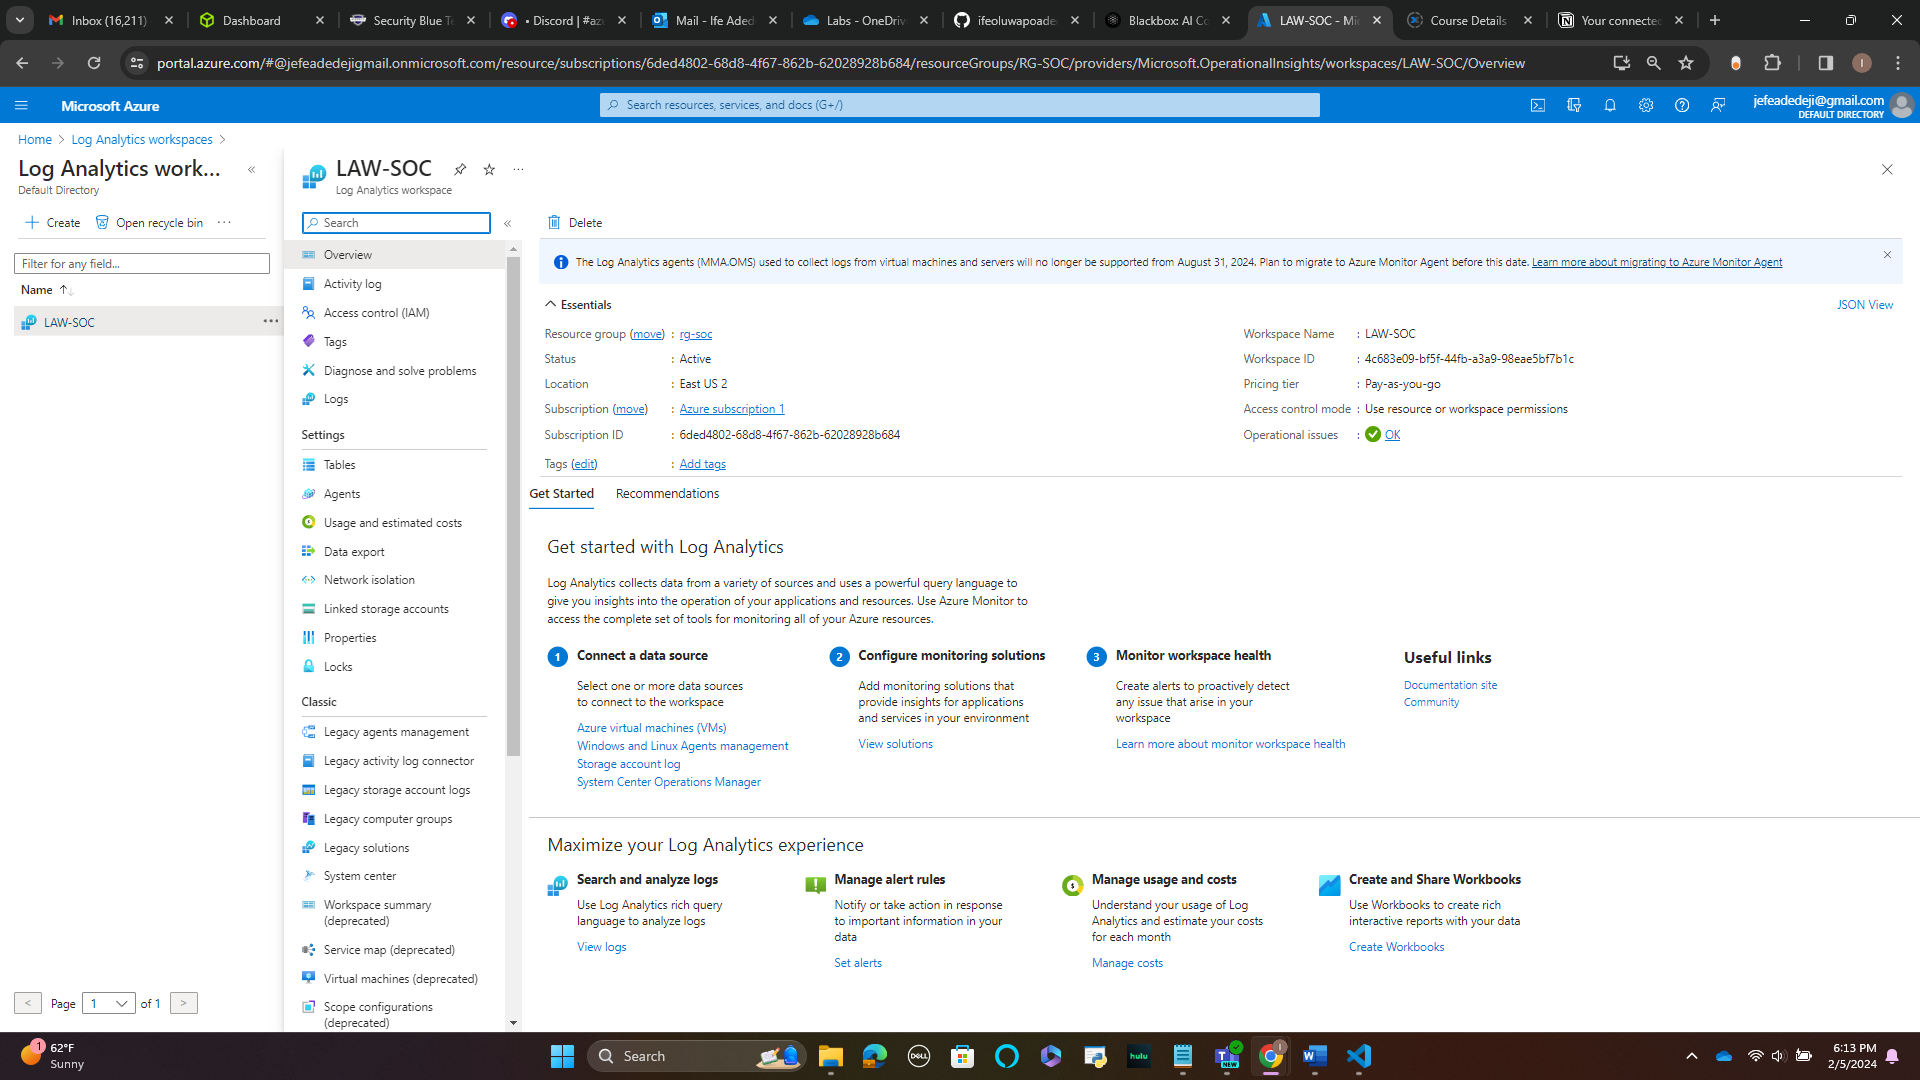 Inbox (16,211)
Dashboard
Security Blue Te
• Discord | #azu
Mail - Ife Aded
Labs - OneDriv
ifeoluwapoade
Blackbox: AI Co
LAW-SOC - Mi
Course Details
Your connected
portal.azure.com/#@jefeadedejigmail.onmicrosoft.com/resource/subscriptions/6ded4802-68d8-4f67-862b-62028928b684/resourceGroups/RG-SOC/providers/Microsoft.OperationalInsights/workspaces/LAW-SOC/Overview
I
Microsoft Azure
Search resources, services, and docs (G+/)
jefeadedeji@gmail.com
DEFAULT DIRECTORY
Home > Log Analytics workspaces >
Log Analytics work... «
Default Directory
Create
Open recycle bin
...
Filter for any field...
Name ↑↓
LAW-SOC ...
Page 1 of 1
LAW-SOC
Log Analytics workspace
Search
«
Overview
Activity log
Access control (IAM)
Tags
Diagnose and solve problems
Logs
Settings
Tables
Agents
Usage and estimated costs
Data export
Network isolation
Linked storage accounts
Properties
Locks
Classic
Legacy agents management
Legacy activity log connector
Legacy storage account logs
Legacy computer groups
Legacy solutions
System center
Workspace summary
(deprecated)
Service map (deprecated)
Virtual machines (deprecated)
Scope configurations
(deprecated)
Delete
The Log Analytics agents (MMA,OMS) used to collect logs from virtual machines and servers will no longer be supported from August 31, 2024. Plan to migrate to Azure Monitor Agent before this date. Learn more about migrating to Azure Monitor Agent
Essentials
JSON View
Resource group (move) : rg-soc
Status : Active
Location : East US 2
Subscription (move) : Azure subscription 1
Subscription ID : 6ded4802-68d8-4f67-862b-62028928b684
Tags (edit) : Add tags
Workspace Name : LAW-SOC
Workspace ID : 4c683e09-bf5f-44fb-a3a9-98eae5bf7b1c
Pricing tier : Pay-as-you-go
Access control mode : Use resource or workspace permissions
Operational issues : OK
Get Started
Recommendations
Get started with Log Analytics
Log Analytics collects data from a variety of sources and uses a powerful query language to
give you insights into the operation of your applications and resources. Use Azure Monitor to
access the complete set of tools for monitoring all of your Azure resources.
1 Connect a data source
Select one or more data sources
to connect to the workspace
Azure virtual machines (VMs)
Windows and Linux Agents management
Storage account log
System Center Operations Manager
2 Configure monitoring solutions
Add monitoring solutions that
provide insights for applications
and services in your environment
View solutions
3 Monitor workspace health
Create alerts to proactively detect
any issue that arise in your
workspace
Learn more about monitor workspace health
Useful links
Documentation site
Community
Maximize your Log Analytics experience
Search and analyze logs
Use Log Analytics rich query
language to analyze logs
View logs
Manage alert rules
Notify or take action in response
to important information in your
data
Set alerts
Manage usage and costs
Understand your usage of Log
Analytics and estimate your costs
for each month
Manage costs
Create and Share Workbooks
Use Workbooks to create rich
interactive reports with your data
Create Workbooks
1
62°F
Sunny
Search
DELL
hulu
NEW
6:13 PM
2/5/2024